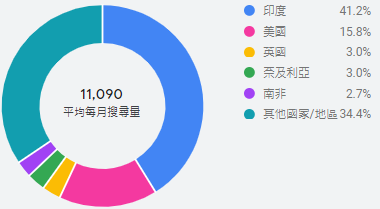 11,090
平均每月搜尋量
印度 41.2%
美國 15.8%
英國 3.0%
奈及利亞 3.0%
南非 2.7%
其他國家/地區 34.4%